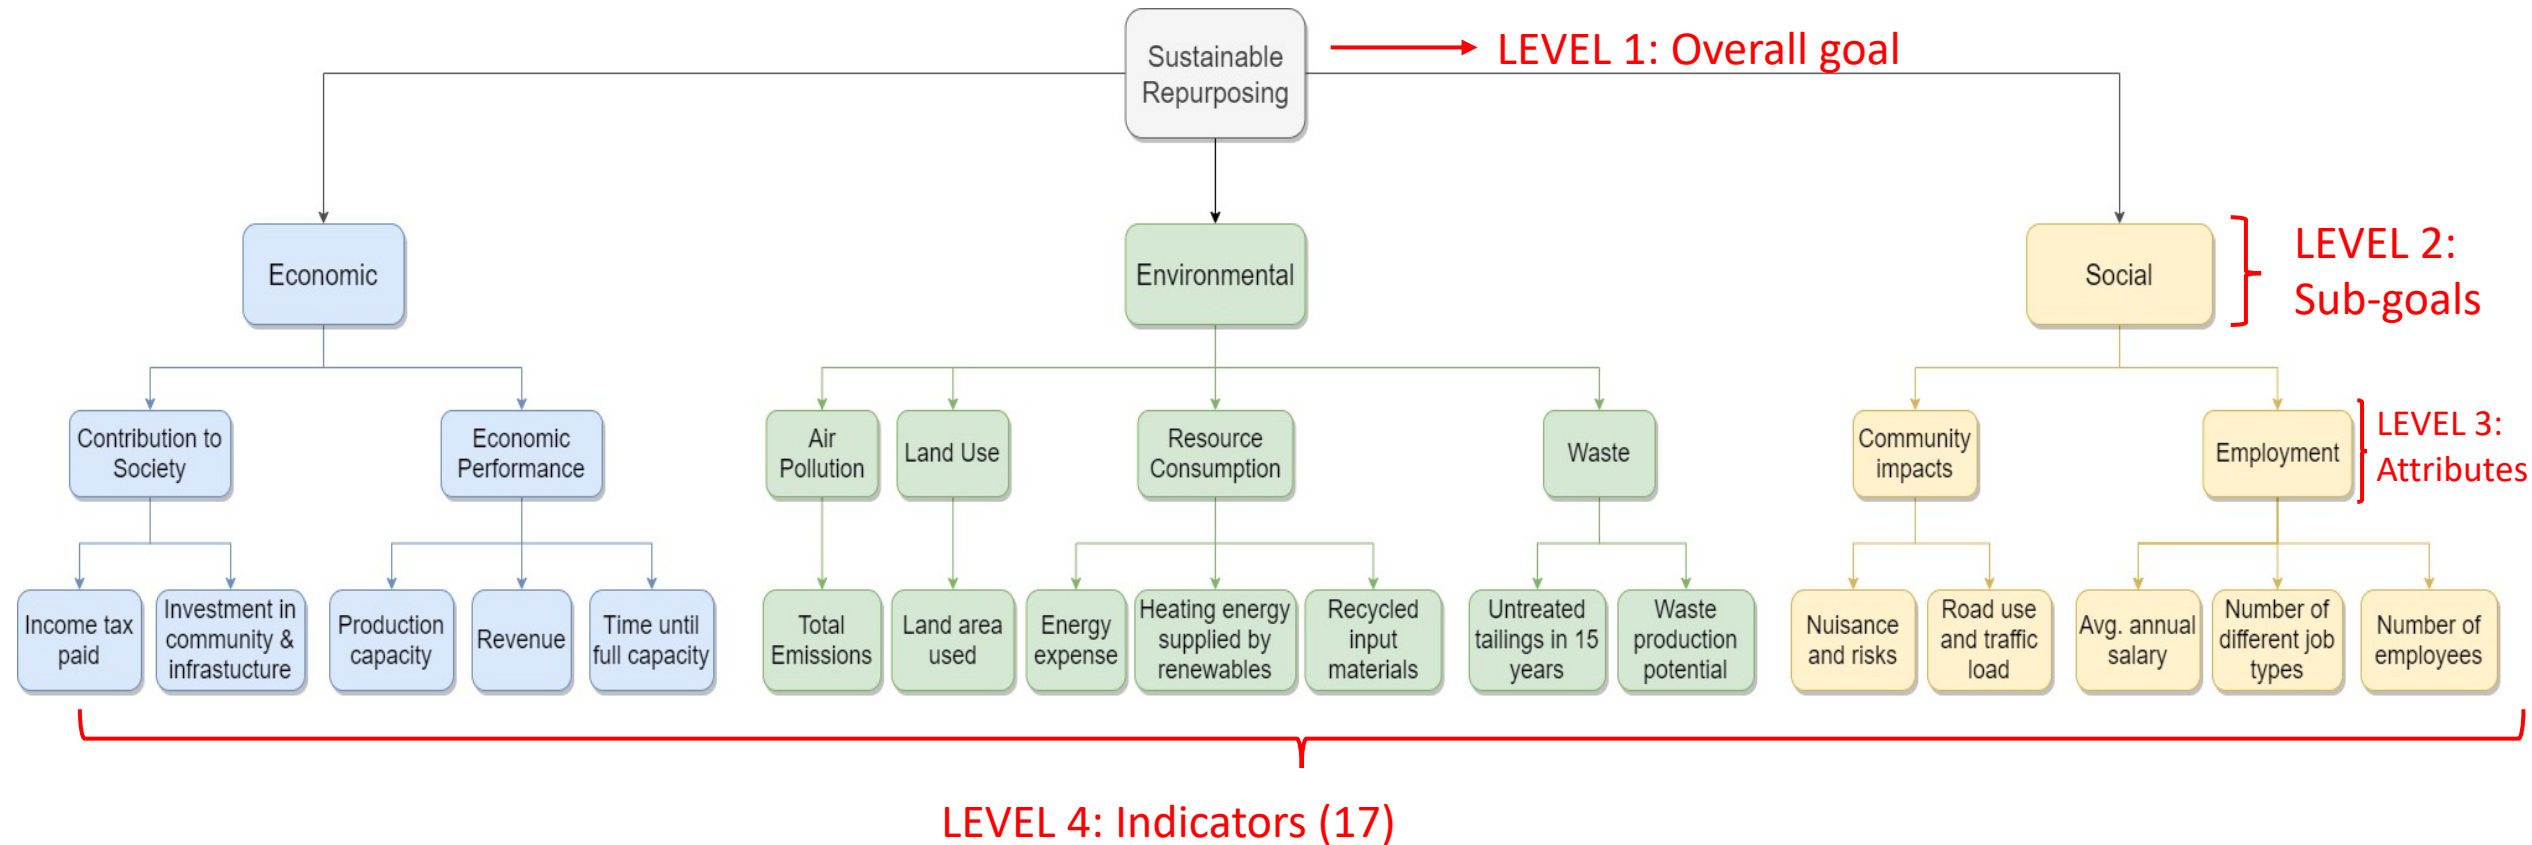 Sustainable
Repurposing
LEVEL 1: Overall goal
Economic
Environmental
Social
LEVEL 2:
Sub-goals
Contribution to
Society
Economic
Performance
Air
Pollution
Land Use
Resource
Consumption
Waste
Community
impacts
Employment
LEVEL 3:
Attributes
Income tax
paid
Investment in
community &
infrastucture
Production
capacity
Revenue
Time until
full capacity
Total
Emissions
Land area
used
Energy
expense
Heating energy
supplied by
renewables
Recycled
input
materials
Untreated
tailings in 15
years
Waste
production
potential
Nuisance
and risks
Road use
and traffic
load
Avg. annual
salary
Number of
different job
types
Number of
employees
LEVEL 4: Indicators (17)